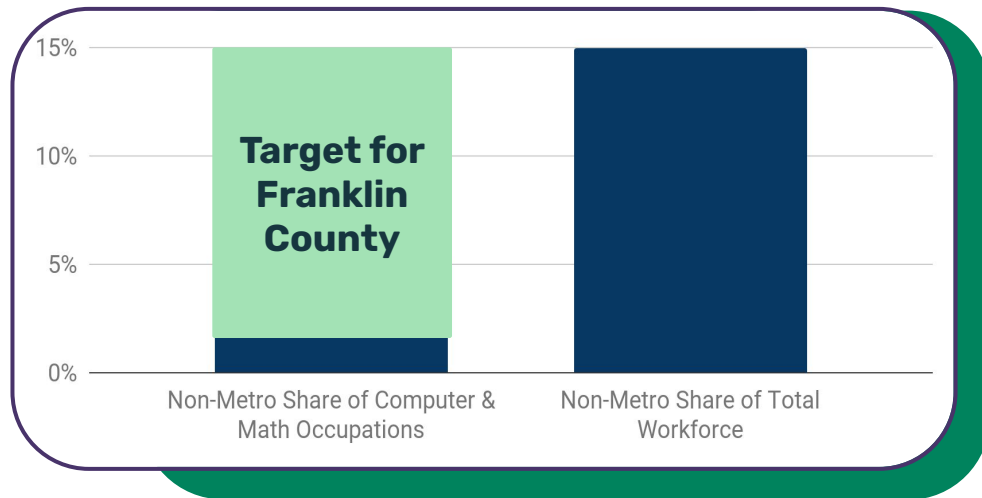 15%
10%
5%
0%
Target for
Franklin
County
Non-Metro Share of Computer &
Math Occupations
Non-Metro Share of Total
Workforce